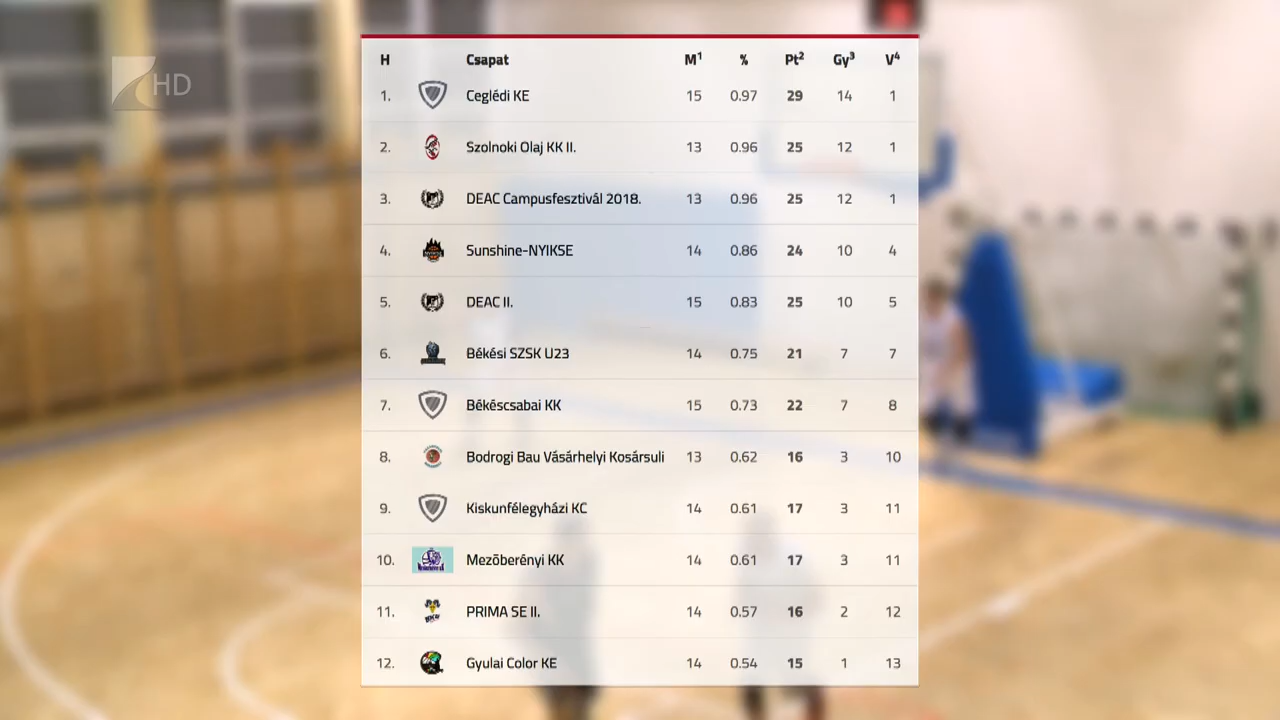 HD
H Csapat M¹ % Pt² Gy³ V⁴
1. Ceglédi KE 15 0.97 29 14 1
2. Szolnoki Olaj KK II. 13 0.96 25 12 1
3. DEAC Campusfesztivál 2018. 13 0.96 25 12 1
4. Sunshine-NYIKSE 14 0.86 24 10 4
5. DEAC II. 15 0.83 25 10 5
6. Békési SZSK U23 14 0.75 21 7 7
7. Békéscsabai KK 15 0.73 22 7 8
8. Bodrogi Bau Vásárhelyi Kosársuli 13 0.62 16 3 10
9. Kiskunfélegyházi KC 14 0.61 17 3 11
10. Mezõberényi KK 14 0.61 17 3 11
11. PRIMA SE II. 14 0.57 16 2 12
12. Gyulai Color KE 14 0.54 15 1 13